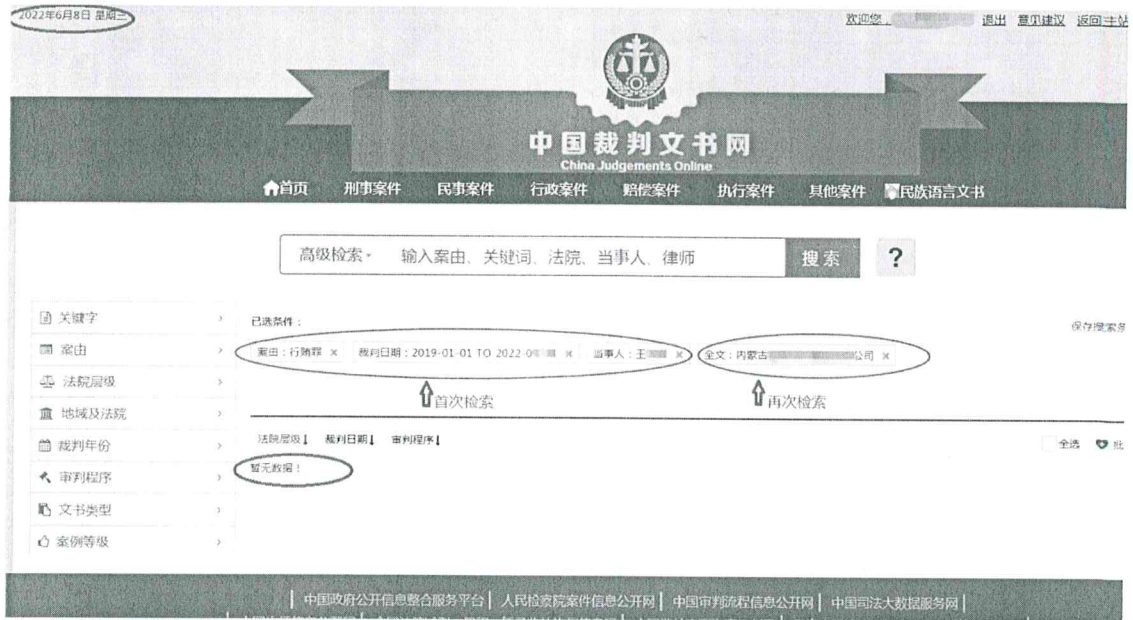 2022年6月8日 星期三
欢迎您， 退出 意见建议 返回主站
中国裁判文书网
China Judgements Online
首页 刑事案件 民事案件 行政案件 赔偿案件 执行案件 其他案件 民族语言文书
高级检索 输入案由、关键词、法院、当事人、律师 搜索 ?
关键字
案由
法院层级
地域及法院
裁判年份
审判程序
文书类型
案例等级
已选条件：
保存搜索
案由：行贿罪 × 裁判日期：2019-01-01 TO 2022-0 × 当事人：王 × 全文：内蒙古 公司 ×
首次检索 再次检索
法院层级 裁判日期 审判程序
全选 批
暂无数据！
中国政府公开信息整合服务平台 | 人民检察院案件信息公开网 | 中国审判流程信息公开网 | 中国司法大数据服务网 |